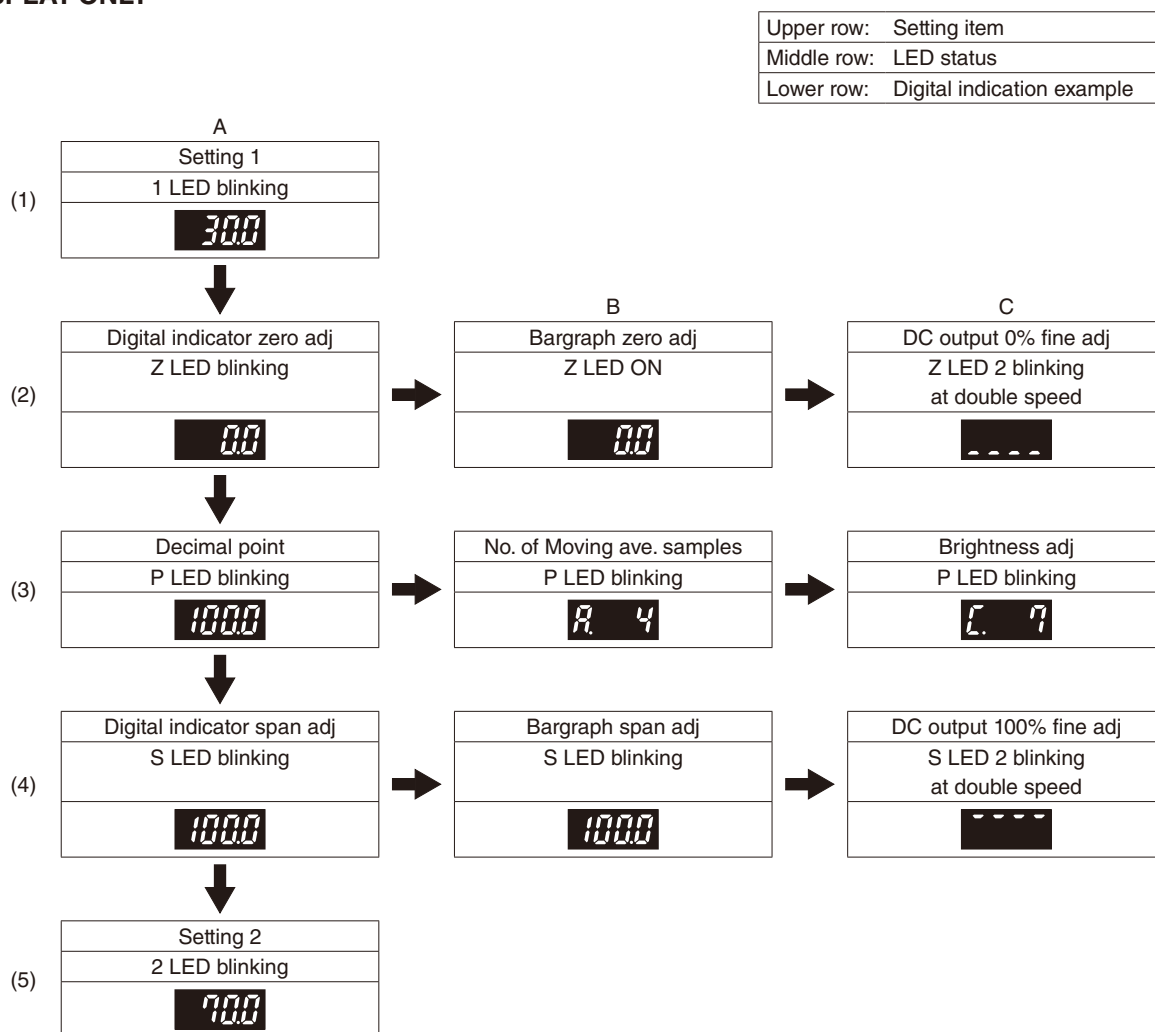 Upper row: Setting item
Middle row: LED status
Lower row: Digital indication example
A
(1)
Setting 1
1 LED blinking
30.0
B
C
(2)
Digital indicator zero adj
Z LED blinking
0.0
Bargraph zero adj
Z LED ON
0.0
DC output 0% fine adj
Z LED 2 blinking
at double speed
(3)
Decimal point
P LED blinking
100.0
No. of Moving ave. samples
P LED blinking
A. 4
Brightness adj
P LED blinking
C. 7
(4)
Digital indicator span adj
S LED blinking
100.0
Bargraph span adj
S LED blinking
100.0
DC output 100% fine adj
S LED 2 blinking
at double speed
(5)
Setting 2
2 LED blinking
70.0